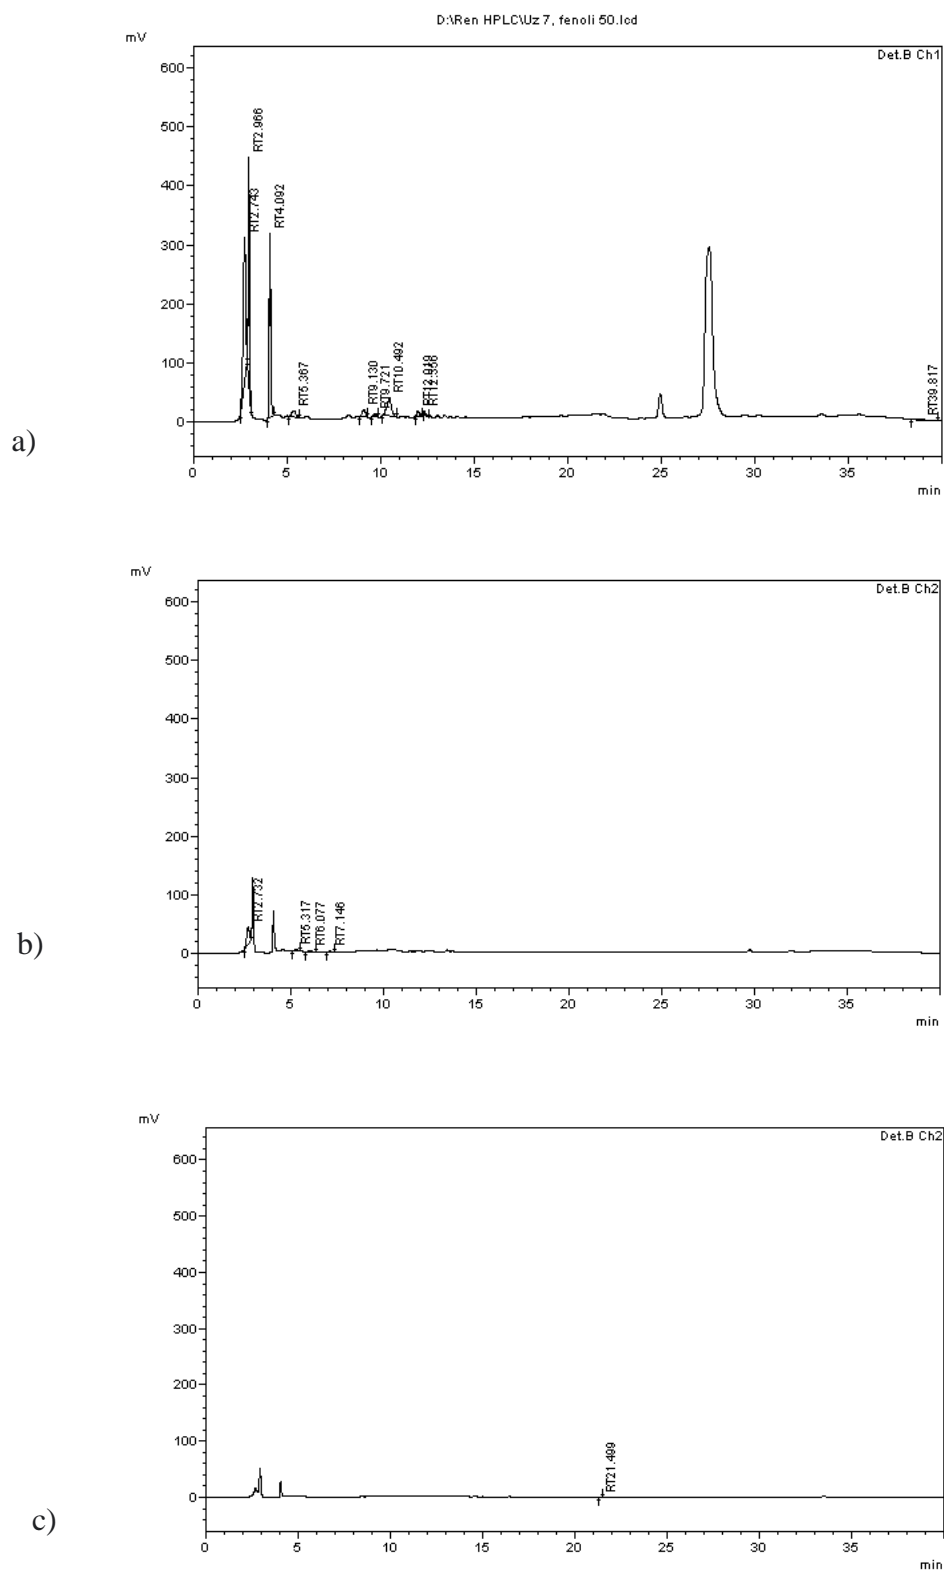 D:\Ren HPLC\Uz 7, fenoli 50.lcd
mV
Det.B Ch1
600
500
400
300
200
100
0
RT2.743
RT2.966
RT4.092
RT5.367
RT9.130
RT9.721
RT10.492
RT12.356
RT39.817
a)
0 5 10 15 20 25 30 35
min
mV
Det.B Ch2
600
500
400
300
200
100
0
RT2.732
RT5.317
RT6.077
RT7.146
b)
0 5 10 15 20 25 30 35
min
mV
Det.B Ch2
600
500
400
300
200
100
0
RT21.499
c)
0 5 10 15 20 25 30 35
min